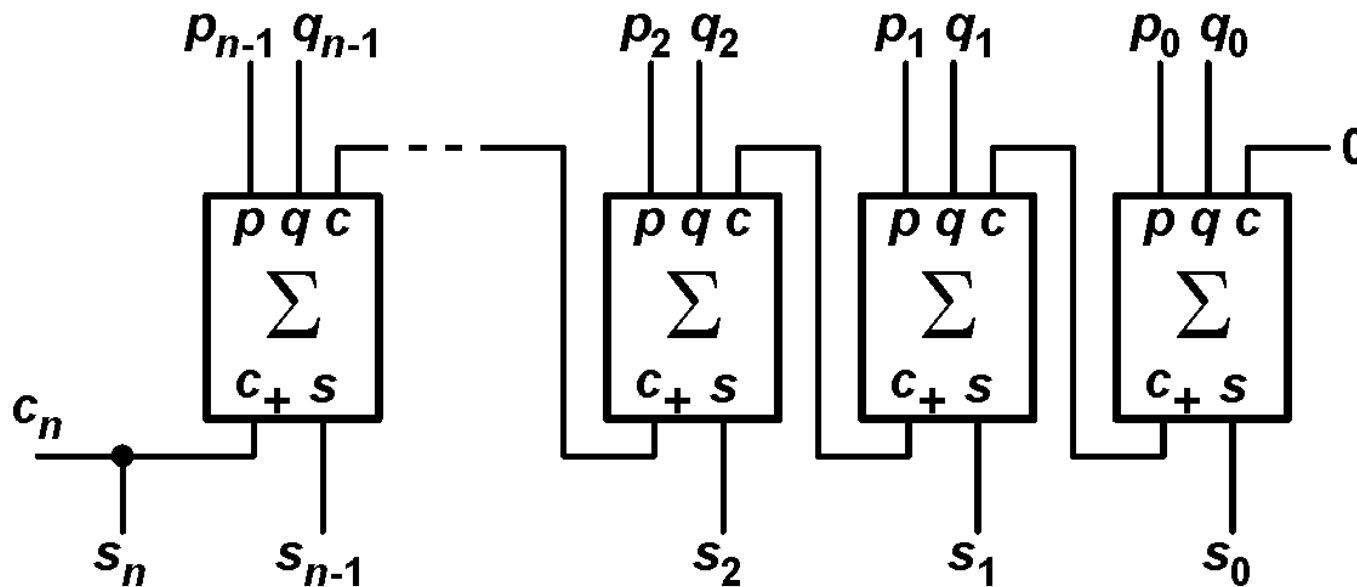 pₙ₋₁ qₙ₋₁ p₂ q₂ p₁ q₁ p₀ q₀
0
p q c p q c p q c p q c
Σ Σ Σ Σ
c₊ s c₊ s c₊ s c₊ s
cₙ
sₙ sₙ₋₁ s₂ s₁ s₀